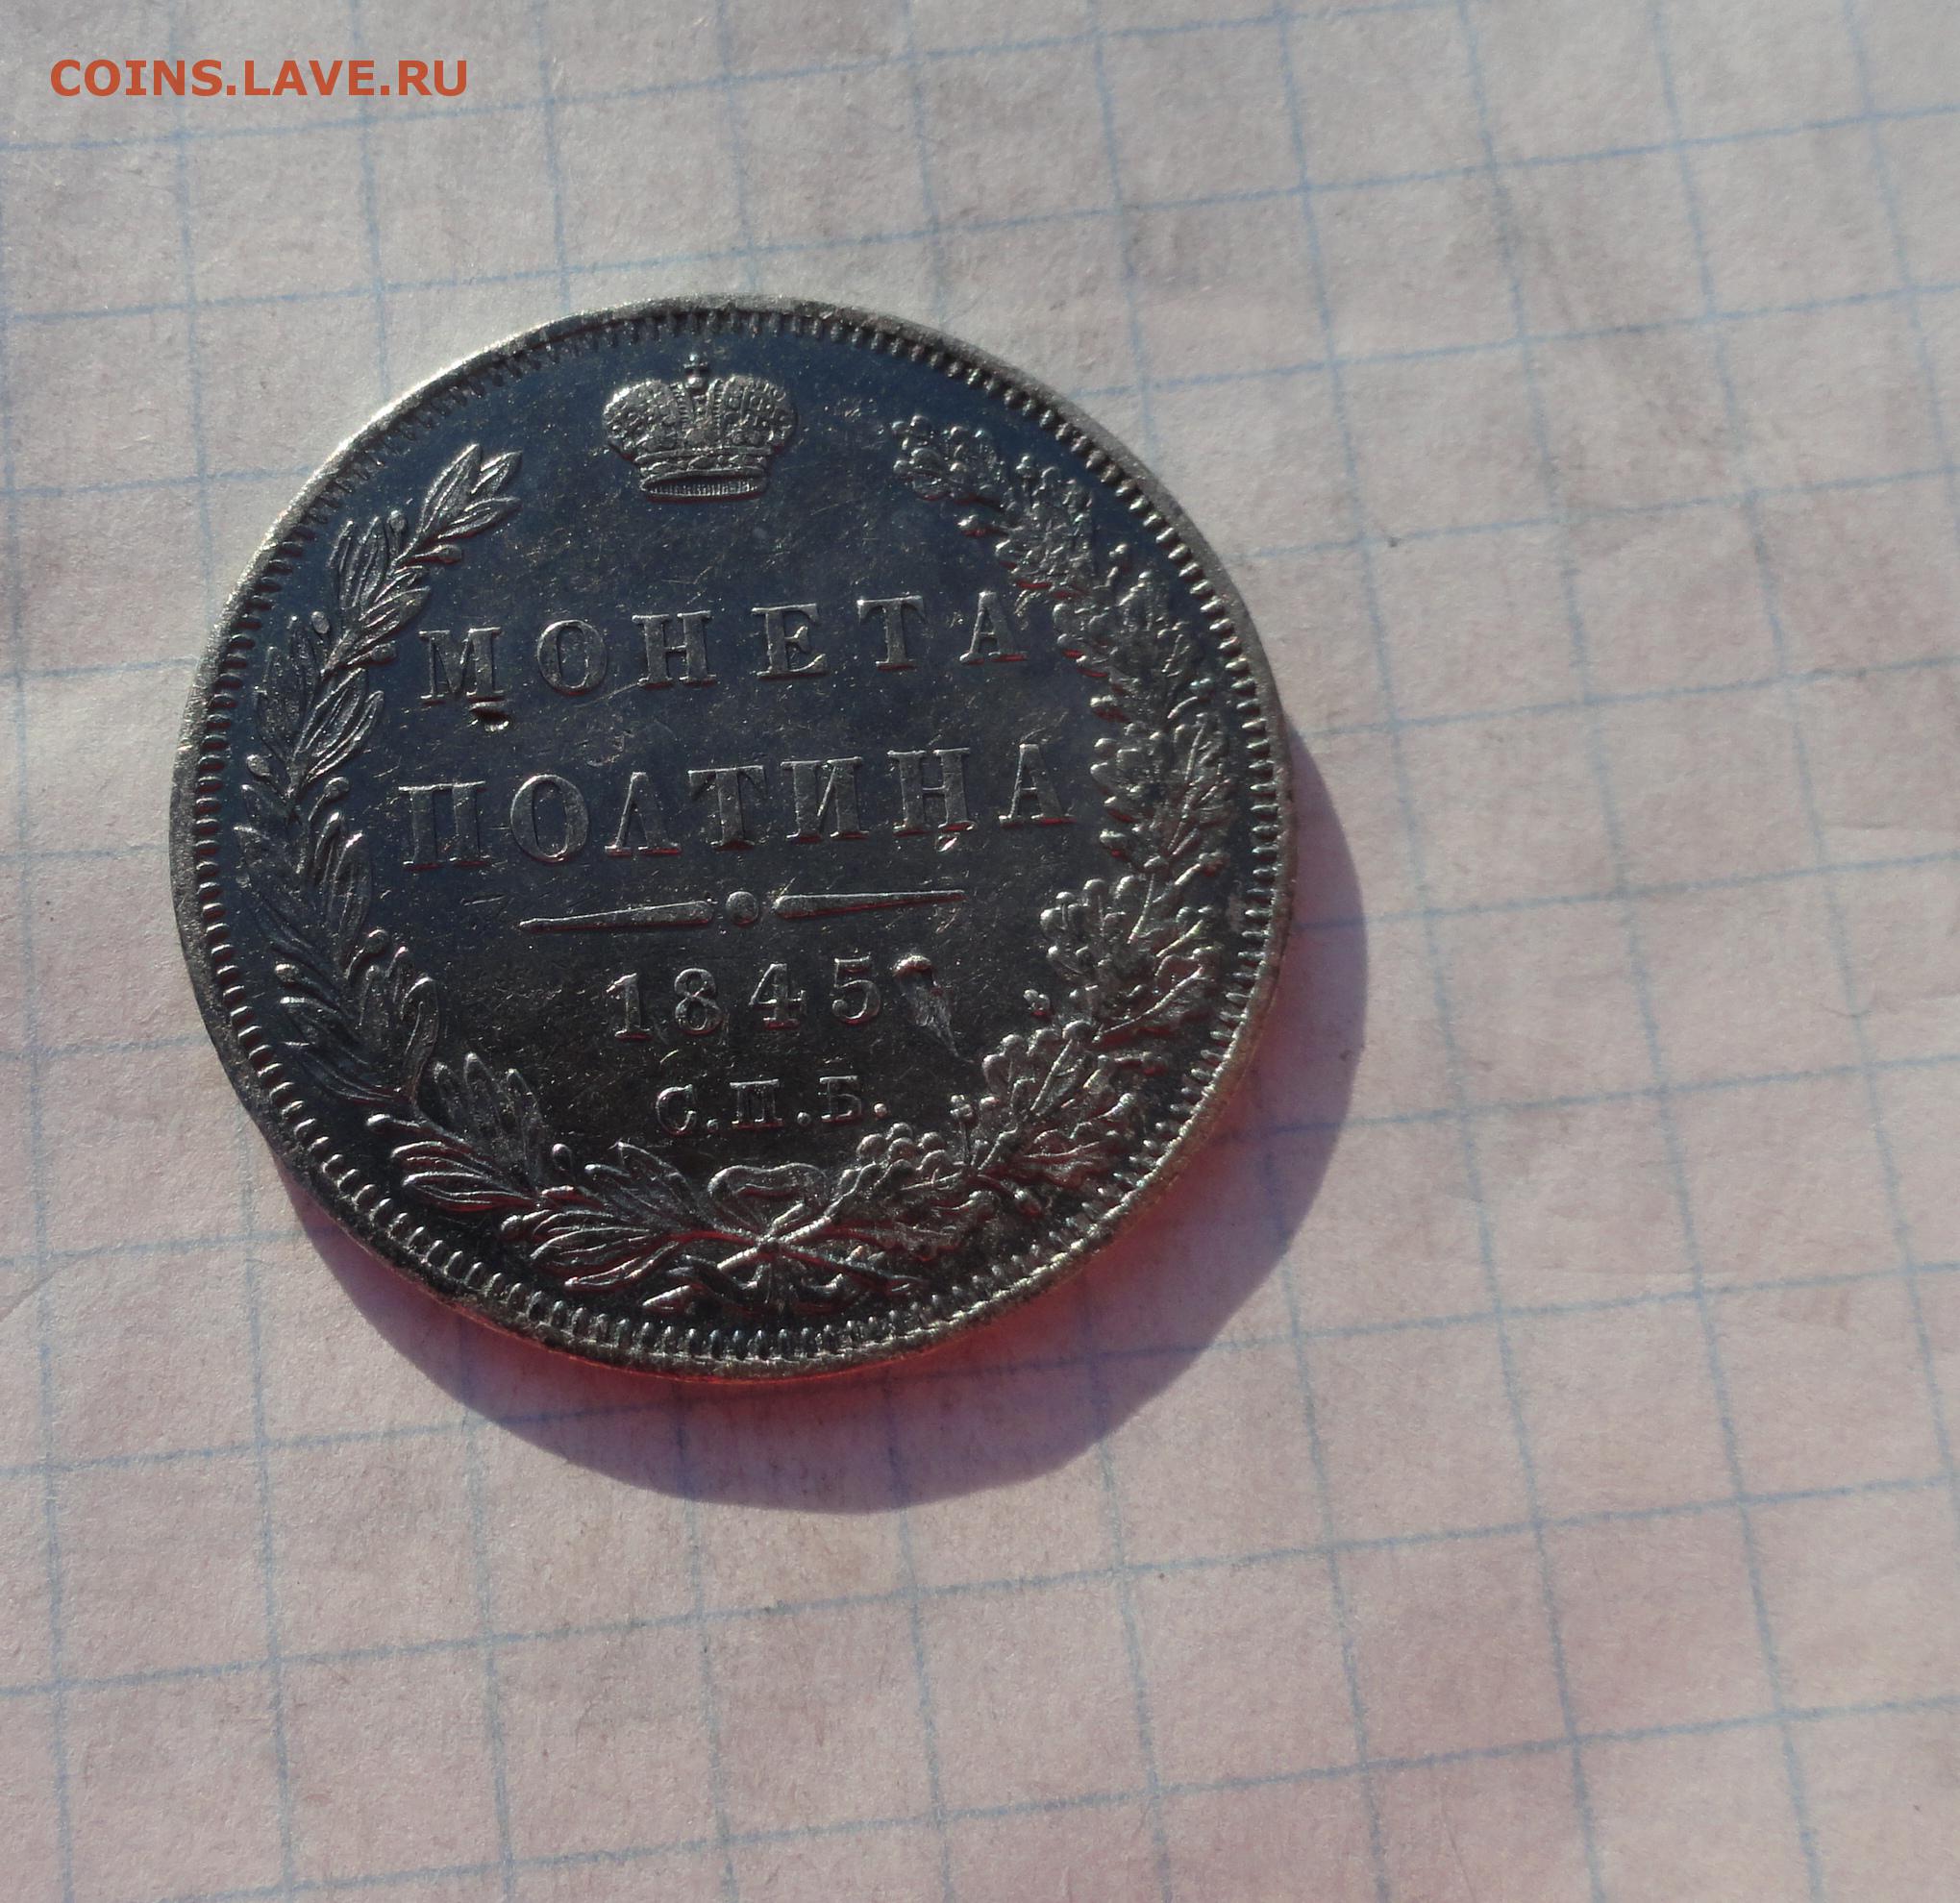 COINS.LAVE.RU
МОНЕТА
ПОЛТИНА
1845
С.П.Б.